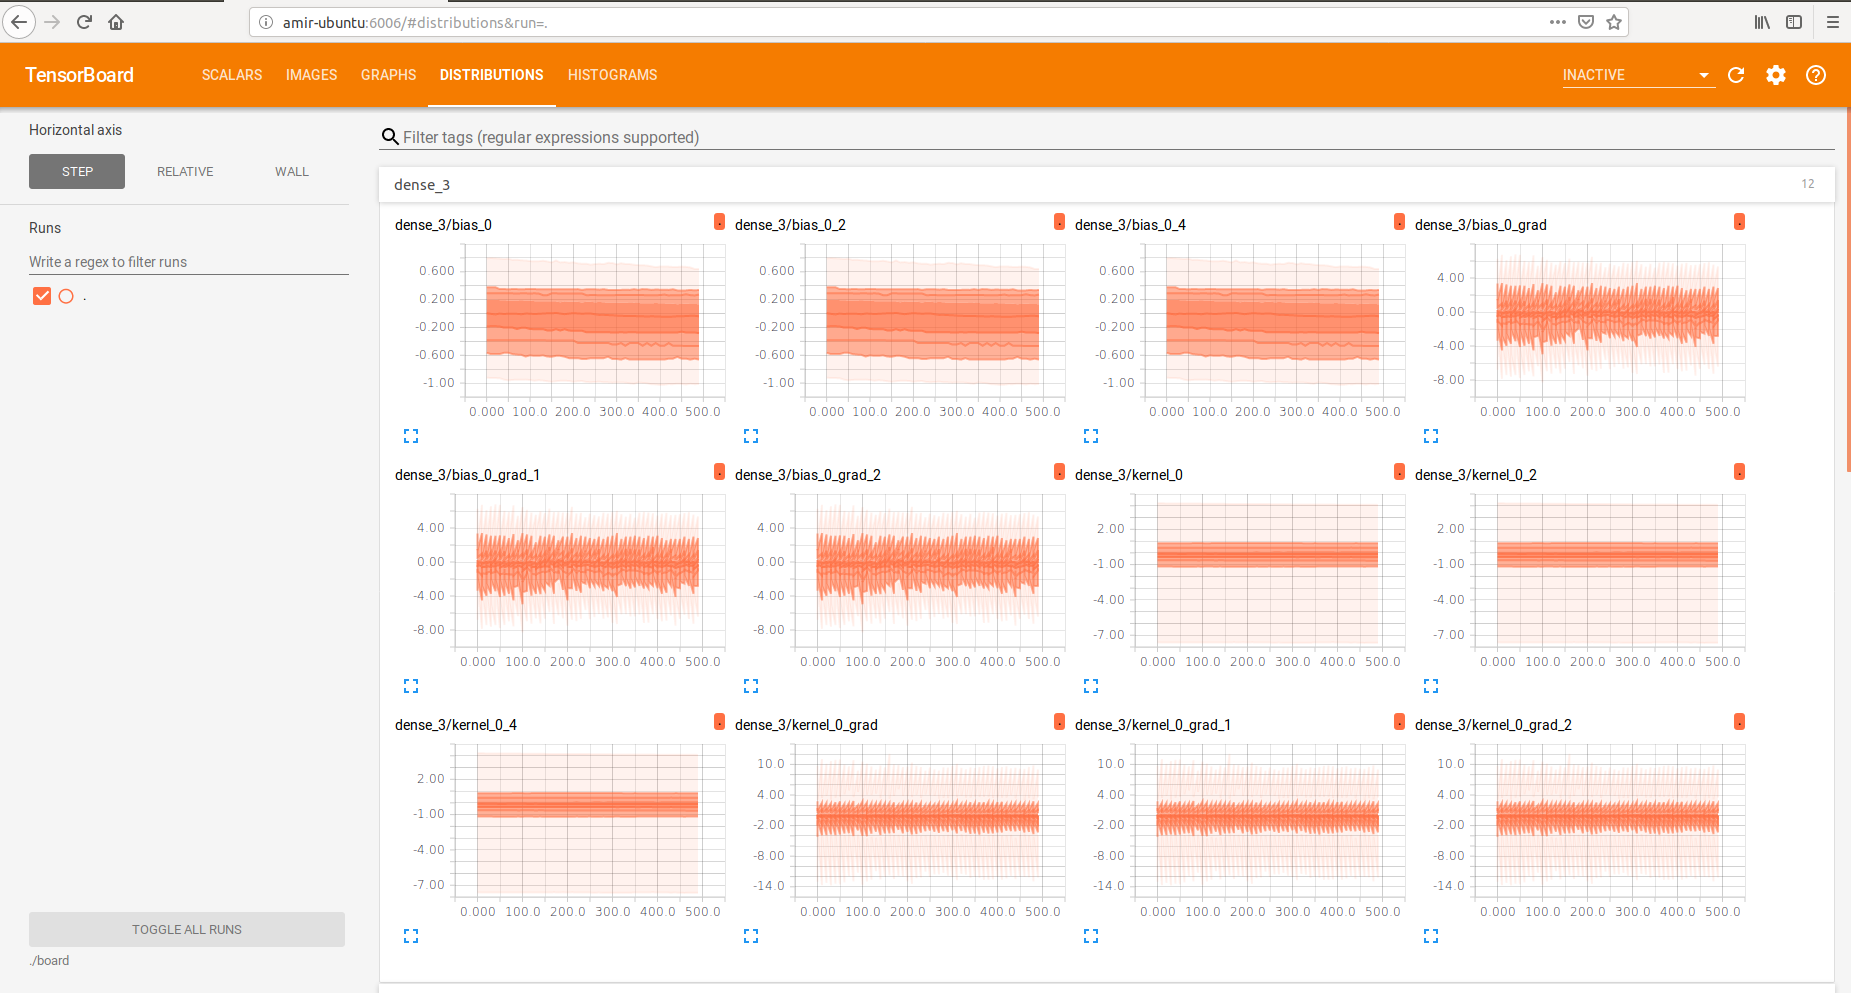 amir-ubuntu:6006/#distributions&run=.
TensorBoard
SCALARS IMAGES GRAPHS DISTRIBUTIONS HISTOGRAMS
INACTIVE
Horizontal axis
STEP RELATIVE WALL
Runs
Write a regex to filter runs
.
TOGGLE ALL RUNS
./board
Filter tags (regular expressions supported)
dense_3 12
dense_3/bias_0
0.600
0.200
-0.200
-0.600
-1.00
0.000 100.0 200.0 300.0 400.0 500.0
dense_3/bias_0_2
0.600
0.200
-0.200
-0.600
-1.00
0.000 100.0 200.0 300.0 400.0 500.0
dense_3/bias_0_4
0.600
0.200
-0.200
-0.600
-1.00
0.000 100.0 200.0 300.0 400.0 500.0
dense_3/bias_0_grad
4.00
0.00
-4.00
-8.00
0.000 100.0 200.0 300.0 400.0 500.0
dense_3/bias_0_grad_1
4.00
0.00
-4.00
-8.00
0.000 100.0 200.0 300.0 400.0 500.0
dense_3/bias_0_grad_2
4.00
0.00
-4.00
-8.00
0.000 100.0 200.0 300.0 400.0 500.0
dense_3/kernel_0
2.00
-1.00
-4.00
-7.00
0.000 100.0 200.0 300.0 400.0 500.0
dense_3/kernel_0_2
2.00
-1.00
-4.00
-7.00
0.000 100.0 200.0 300.0 400.0 500.0
dense_3/kernel_0_4
2.00
-1.00
-4.00
-7.00
0.000 100.0 200.0 300.0 400.0 500.0
dense_3/kernel_0_grad
10.0
4.00
-2.00
-8.00
-14.0
0.000 100.0 200.0 300.0 400.0 500.0
dense_3/kernel_0_grad_1
10.0
4.00
-2.00
-8.00
-14.0
0.000 100.0 200.0 300.0 400.0 500.0
dense_3/kernel_0_grad_2
10.0
4.00
-2.00
-8.00
-14.0
0.000 100.0 200.0 300.0 400.0 500.0